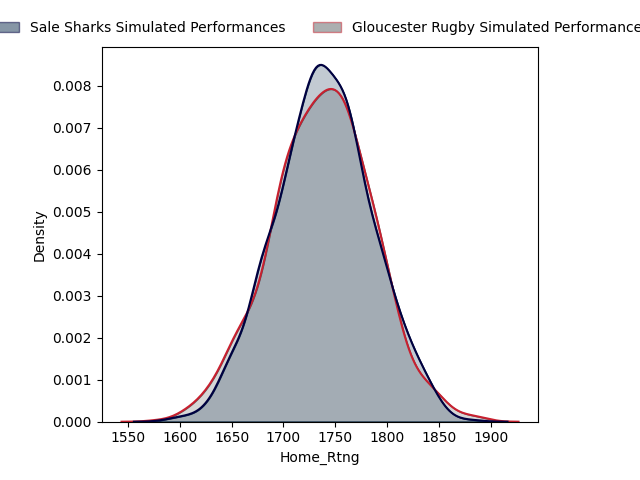 Sale Sharks Simulated Performances Gloucester Rugby Simulated Performance
0.008
0.007
0.006
0.005
0.004
0.003
0.002
0.001
0.000
Density
1550 1600 1650 1700 1750 1800 1850 1900
Home_Rtng